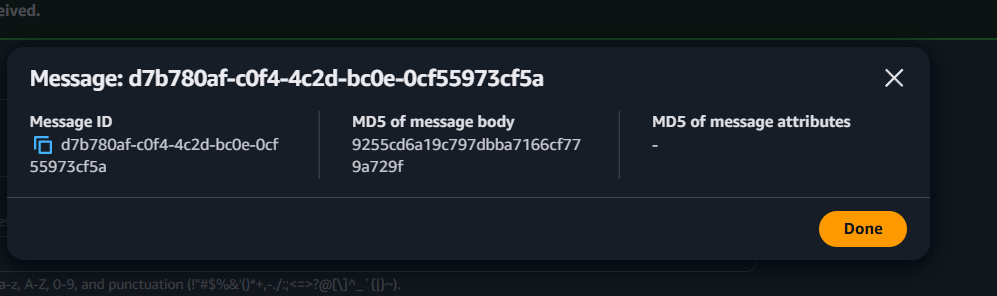 eived.
Message: d7b780af-c0f4-4c2d-bc0e-0cf55973cf5a
Message ID
d7b780af-c0f4-4c2d-bc0e-0cf
55973cf5a
MD5 of message body
9255cd6a19c797dbba7166cf77
9a729f
MD5 of message attributes
-
Done
a-z, A-Z, 0-9, and punctuation (!"#$%&'()*+,-./:;<=>?@[\]^_`{|}~).